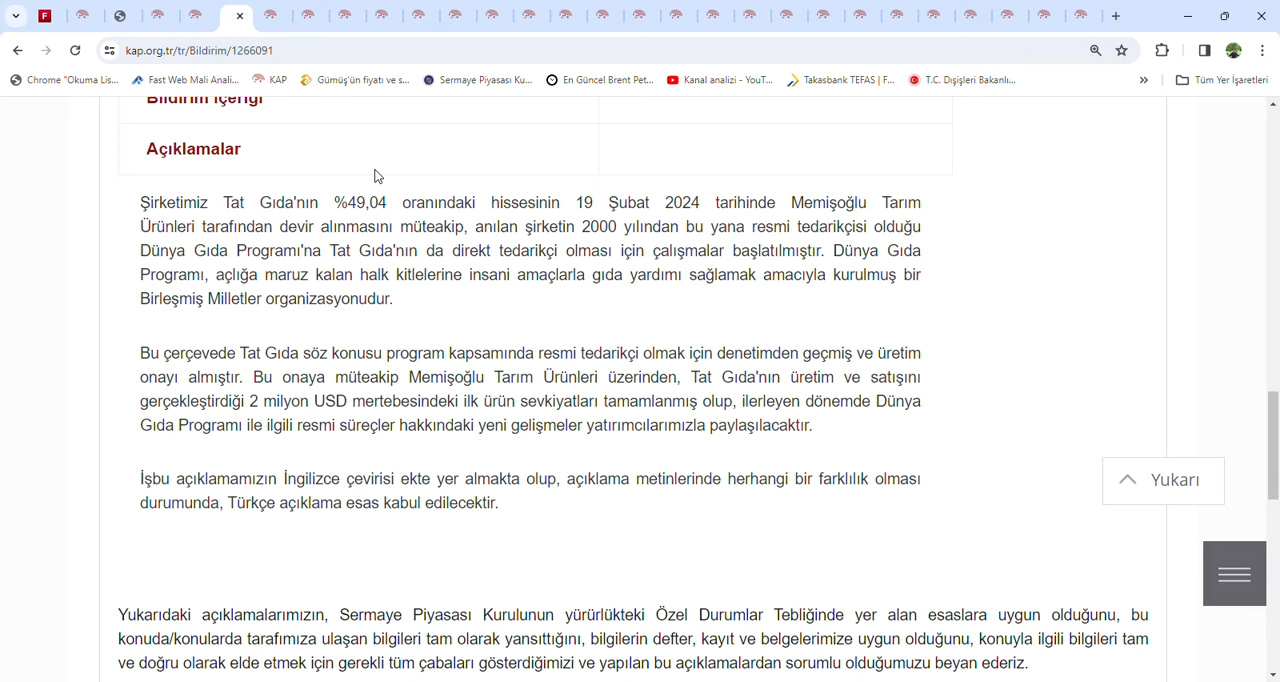 F
kap.org.tr/tr/Bildirim/1266091
Chrome "Okuma Lis... Fast Web Mali Anali... KAP Gümüş'ün fiyatı ve s... Sermaye Piyasası Ku... En Güncel Brent Pet... Kanal analizi - YouT... Takasbank TEFAS | F... T.C. Dışişleri Bakanlı... » Tüm Yer İşaretleri
Bildirim İçeriği
Açıklamalar
Şirketimiz Tat Gıda'nın %49,04 oranındaki hissesinin 19 Şubat 2024 tarihinde Memişoğlu Tarım
Ürünleri tarafından devir alınmasını müteakip, anılan şirketin 2000 yılından bu yana resmi tedarikçisi olduğu
Dünya Gıda Programı'na Tat Gıda'nın da direkt tedarikçi olması için çalışmalar başlatılmıştır. Dünya Gıda
Programı, açlığa maruz kalan halk kitlelerine insani amaçlarla gıda yardımı sağlamak amacıyla kurulmuş bir
Birleşmiş Milletler organizasyonudur.
Bu çerçevede Tat Gıda söz konusu program kapsamında resmi tedarikçi olmak için denetimden geçmiş ve üretim
onayı almıştır. Bu onaya müteakip Memişoğlu Tarım Ürünleri üzerinden, Tat Gıda'nın üretim ve satışını
gerçekleştirdiği 2 milyon USD mertebesindeki ilk ürün sevkiyatları tamamlanmış olup, ilerleyen dönemde Dünya
Gıda Programı ile ilgili resmi süreçler hakkındaki yeni gelişmeler yatırımcılarımızla paylaşılacaktır.
Yukarı
İşbu açıklamamızın İngilizce çevirisi ekte yer almakta olup, açıklama metinlerinde herhangi bir farklılık olması
durumunda, Türkçe açıklama esas kabul edilecektir.
Yukarıdaki açıklamalarımızın, Sermaye Piyasası Kurulunun yürürlükteki Özel Durumlar Tebliğinde yer alan esaslara uygun olduğunu, bu
konuda/konularda tarafımıza ulaşan bilgileri tam olarak yansıttığını, bilgilerin defter, kayıt ve belgelerimize uygun olduğunu, konuyla ilgili bilgileri tam
ve doğru olarak elde etmek için gerekli tüm çabaları gösterdiğimizi ve yapılan bu açıklamalardan sorumlu olduğumuzu beyan ederiz.